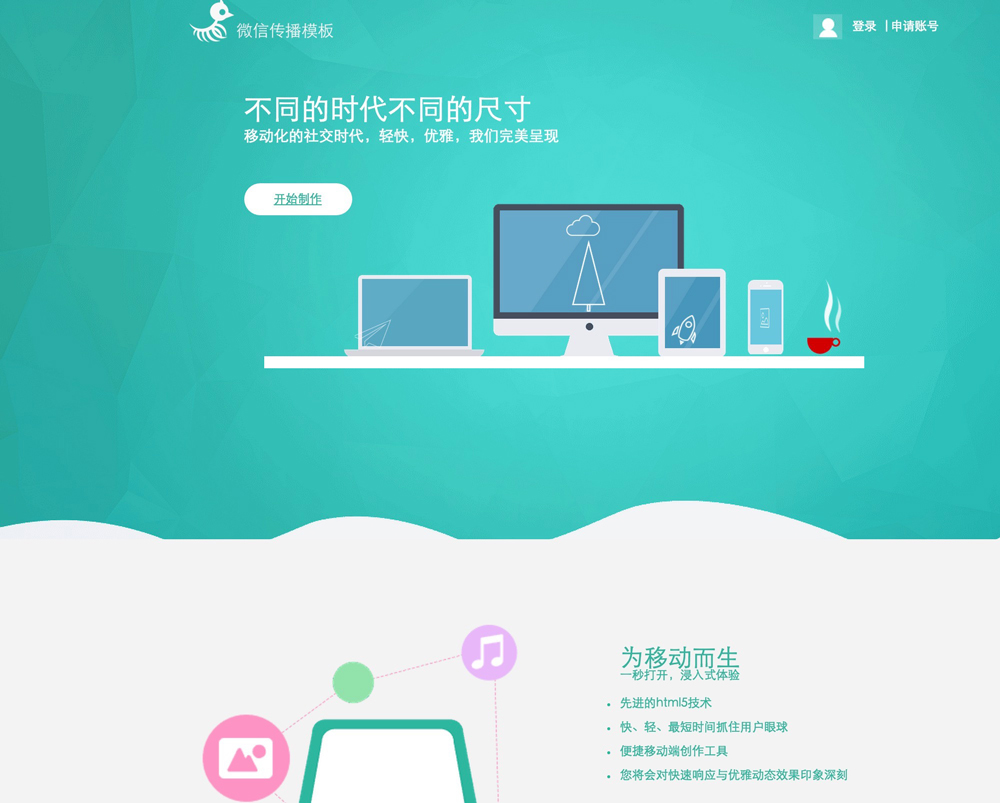 微信传播模板
登录 | 申请账号
不同的时代不同的尺寸
移动化的社交时代，轻快，优雅，我们完美呈现
开始制作
为移动而生
一秒打开，浸入式体验
先进的html5技术
快、轻、最短时间抓住用户眼球
便捷移动端创作工具
您将会对快速响应与优雅动态效果印象深刻